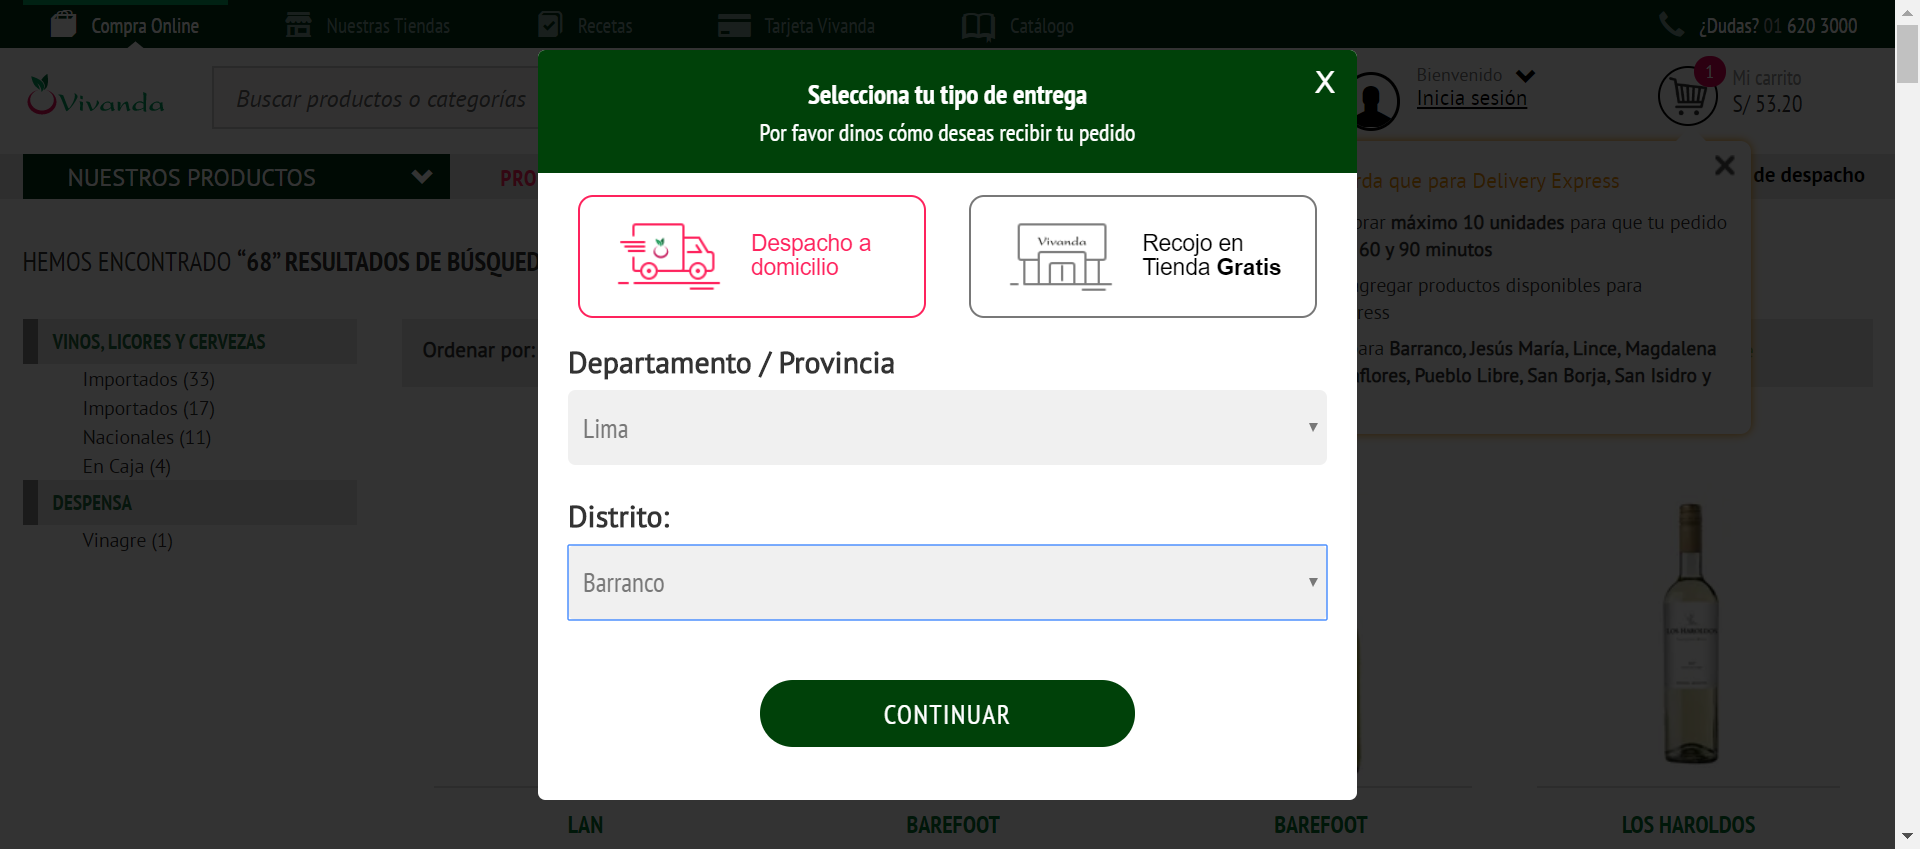 Compra Online
Nuestras Tiendas
Recetas
Tarjeta Vivanda
Catálogo
¿Dudas? 01 620 3000
Vivanda
Buscar productos o categorías
Bienvenido
Inicia sesión
1
Mi carrito
S/ 53.20
NUESTROS PRODUCTOS
PRO
de despacho
HEMOS ENCONTRADO “68” RESULTADOS DE BÚSQUED
VINOS, LICORES Y CERVEZAS
Importados (33)
Importados (17)
Nacionales (11)
En Caja (4)
DESPENSA
Vinagre (1)
Ordenar por:
Selecciona tu tipo de entrega
X
Por favor dinos cómo deseas recibir tu pedido
Despacho a
domicilio
Vivanda
Recojo en
Tienda Gratis
Departamento / Provincia
Lima
Distrito:
Barranco
CONTINUAR
rda que para Delivery Express
prar máximo 10 unidades para que tu pedido
60 y 90 minutos
agregar productos disponibles para
ress
ara Barranco, Jesús María, Lince, Magdalena
aflores, Pueblo Libre, San Borja, San Isidro y
LOS HAROLDOS
LAN
BAREFOOT
BAREFOOT
LOS HAROLDOS